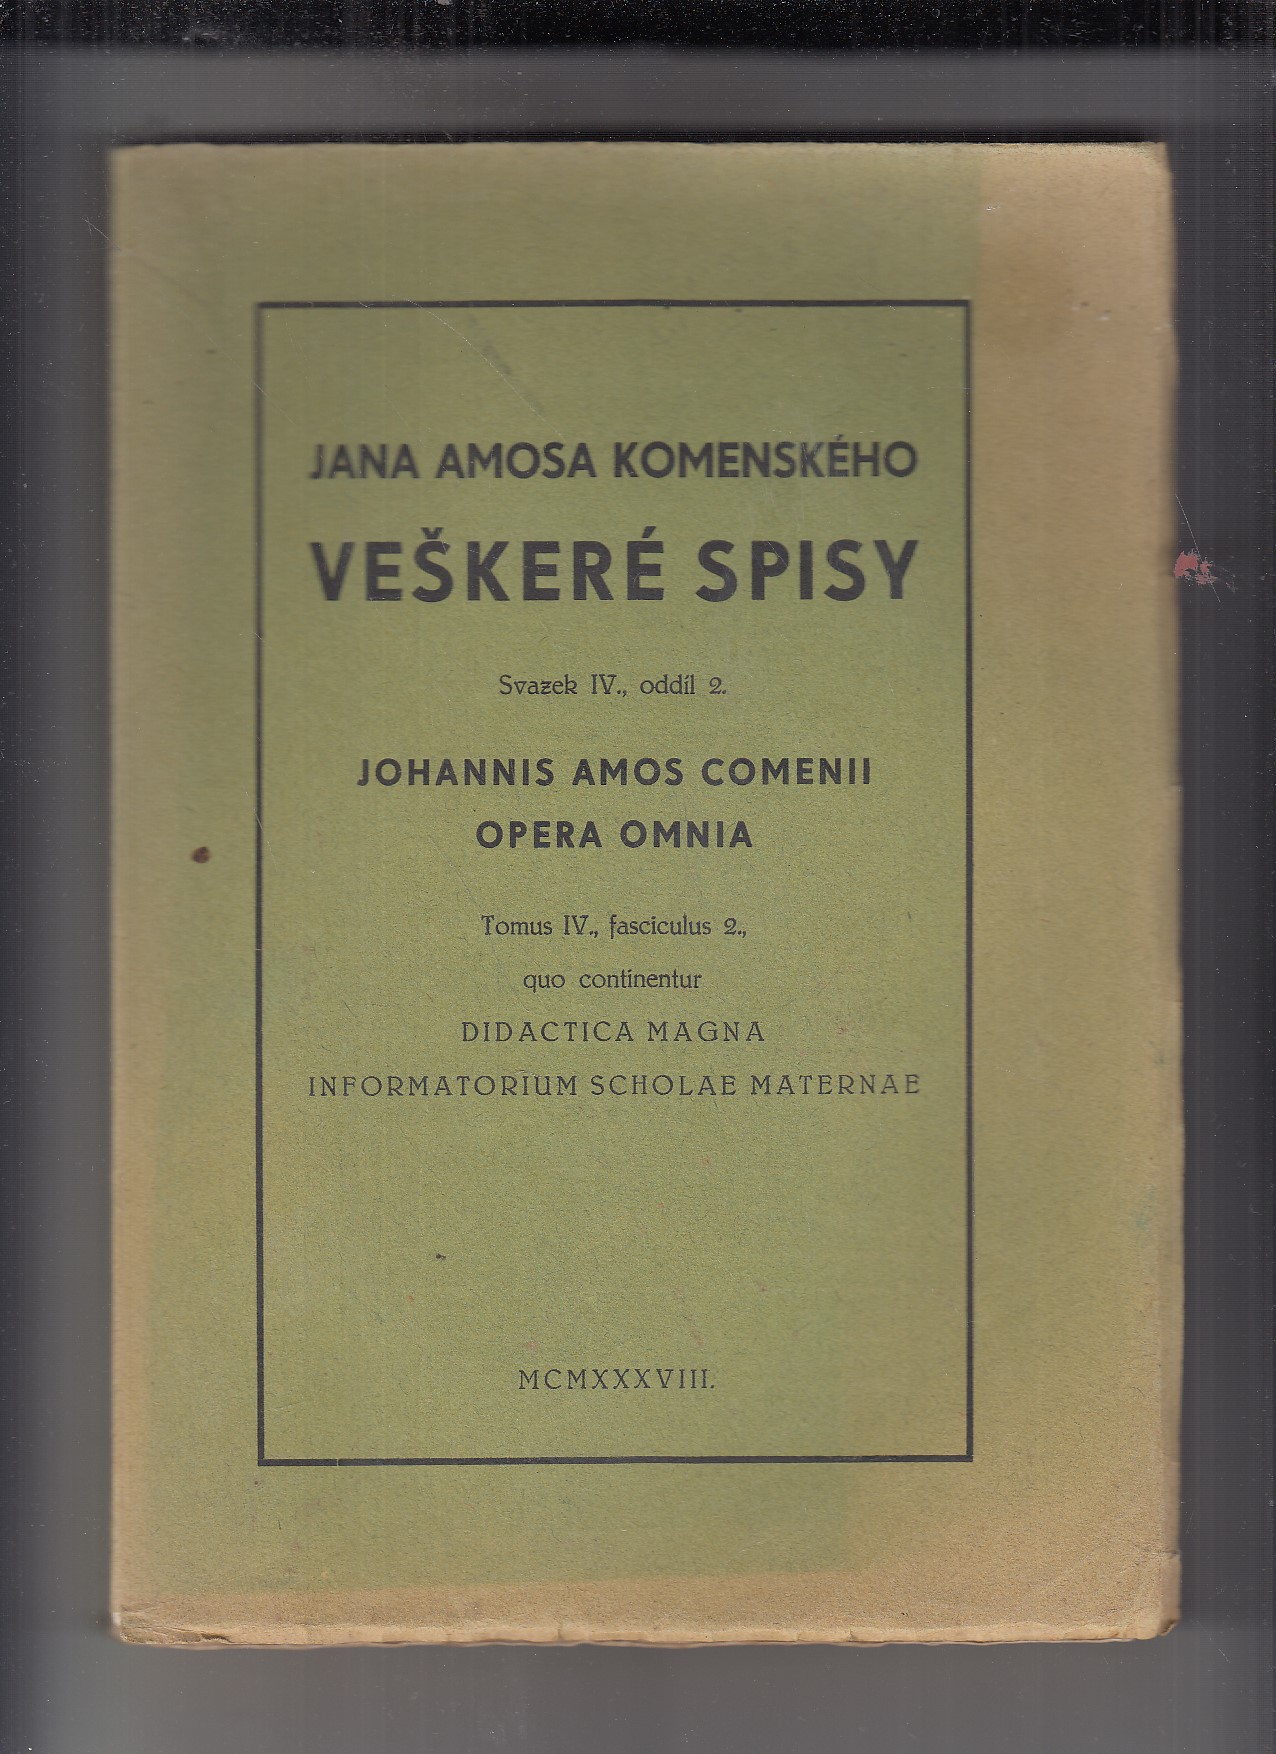 JANA AMOSA KOMENSKÉHO
VEŠKERÉ SPISY
Svazek IV., oddíl 2.
JOHANNIS AMOS COMENII
OPERA OMNIA
Tomus IV., fasciculus 2.,
quo continentur
DIDACTICA MAGNA
INFORMATORIUM SCHOLAE MATERNAE
MCMXXXVIII.